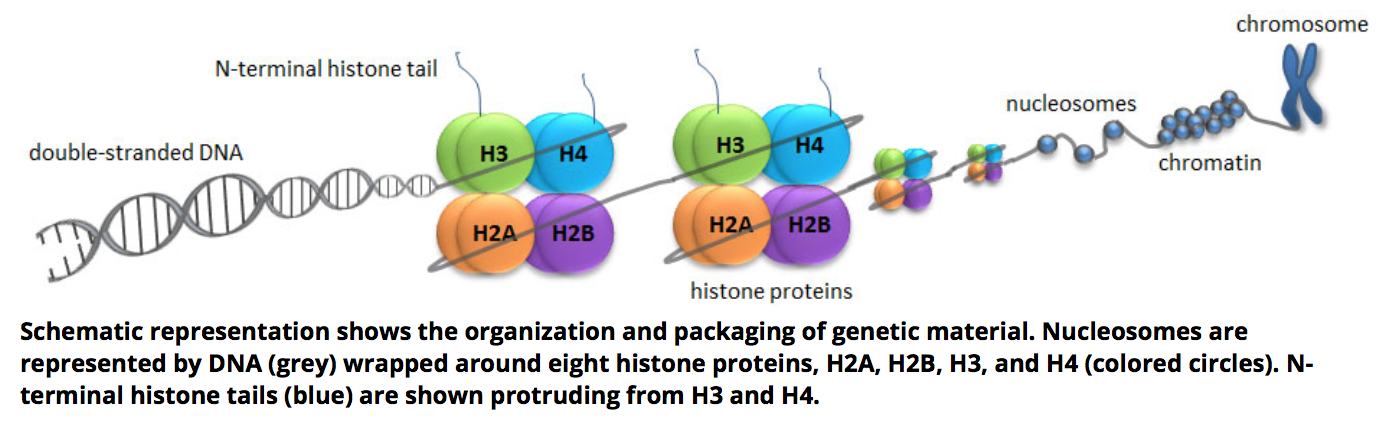 chromosome
N-terminal histone tail
nucleosomes
double-stranded DNA
H3
H4
H3
H4
chromatin
H2A
H2B
H2A
H2B
histone proteins
Schematic representation shows the organization and packaging of genetic material. Nucleosomes are
represented by DNA (grey) wrapped around eight histone proteins, H2A, H2B, H3, and H4 (colored circles). N-
terminal histone tails (blue) are shown protruding from H3 and H4.